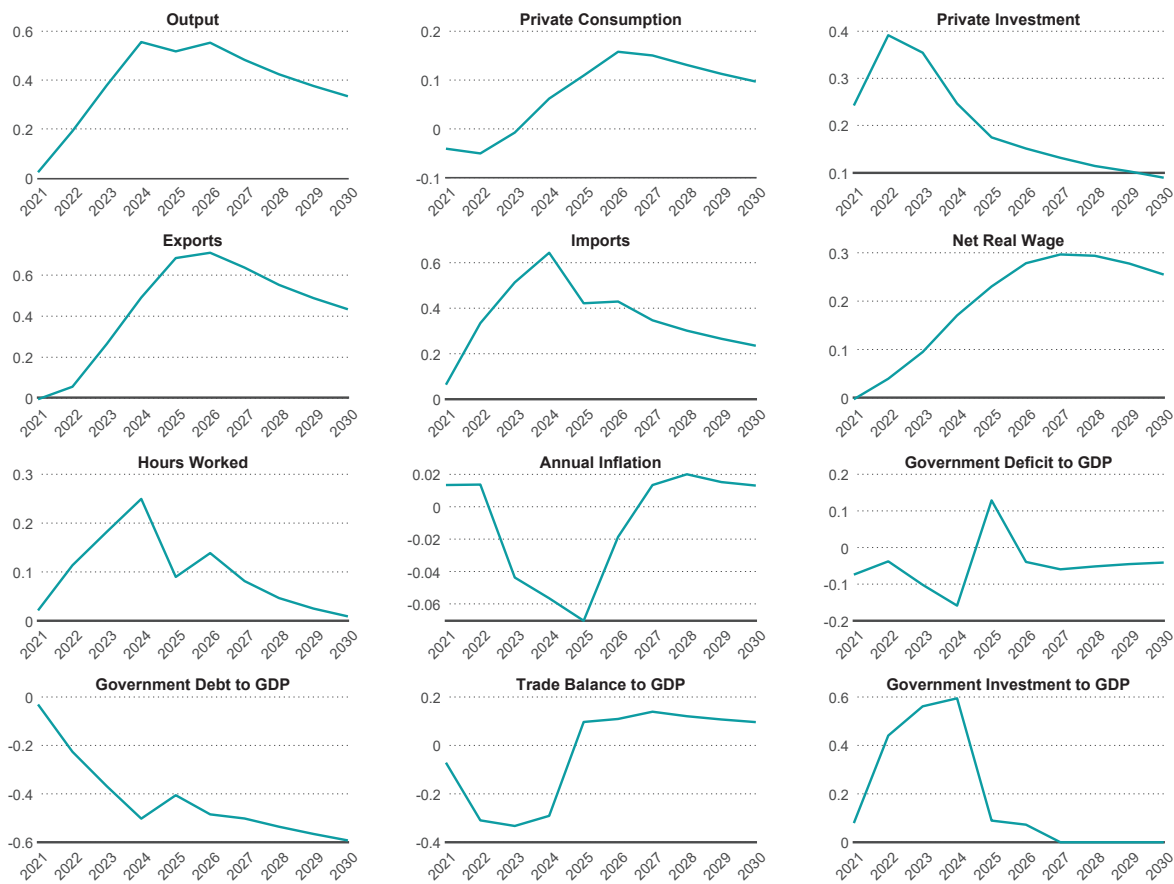 Output
0.6
0.4
0.2
0
2021 2022 2023 2024 2025 2026 2027 2028 2029 2030
Private Consumption
0.2
0.1
0
-0.1
2021 2022 2023 2024 2025 2026 2027 2028 2029 2030
Private Investment
0.4
0.3
0.2
0.1
2021 2022 2023 2024 2025 2026 2027 2028 2029 2030
Exports
0.6
0.4
0.2
0
2021 2022 2023 2024 2025 2026 2027 2028 2029 2030
Imports
0.6
0.4
0.2
0
2021 2022 2023 2024 2025 2026 2027 2028 2029 2030
Net Real Wage
0.3
0.2
0.1
0
2021 2022 2023 2024 2025 2026 2027 2028 2029 2030
Hours Worked
0.3
0.2
0.1
0
2021 2022 2023 2024 2025 2026 2027 2028 2029 2030
Annual Inflation
0.02
0
-0.02
-0.04
-0.06
2021 2022 2023 2024 2025 2026 2027 2028 2029 2030
Government Deficit to GDP
0.2
0.1
0
-0.1
-0.2
2021 2022 2023 2024 2025 2026 2027 2028 2029 2030
Government Debt to GDP
0
-0.2
-0.4
-0.6
2021 2022 2023 2024 2025 2026 2027 2028 2029 2030
Trade Balance to GDP
0.2
0
-0.2
-0.4
2021 2022 2023 2024 2025 2026 2027 2028 2029 2030
Government Investment to GDP
0.6
0.4
0.2
0
2021 2022 2023 2024 2025 2026 2027 2028 2029 2030